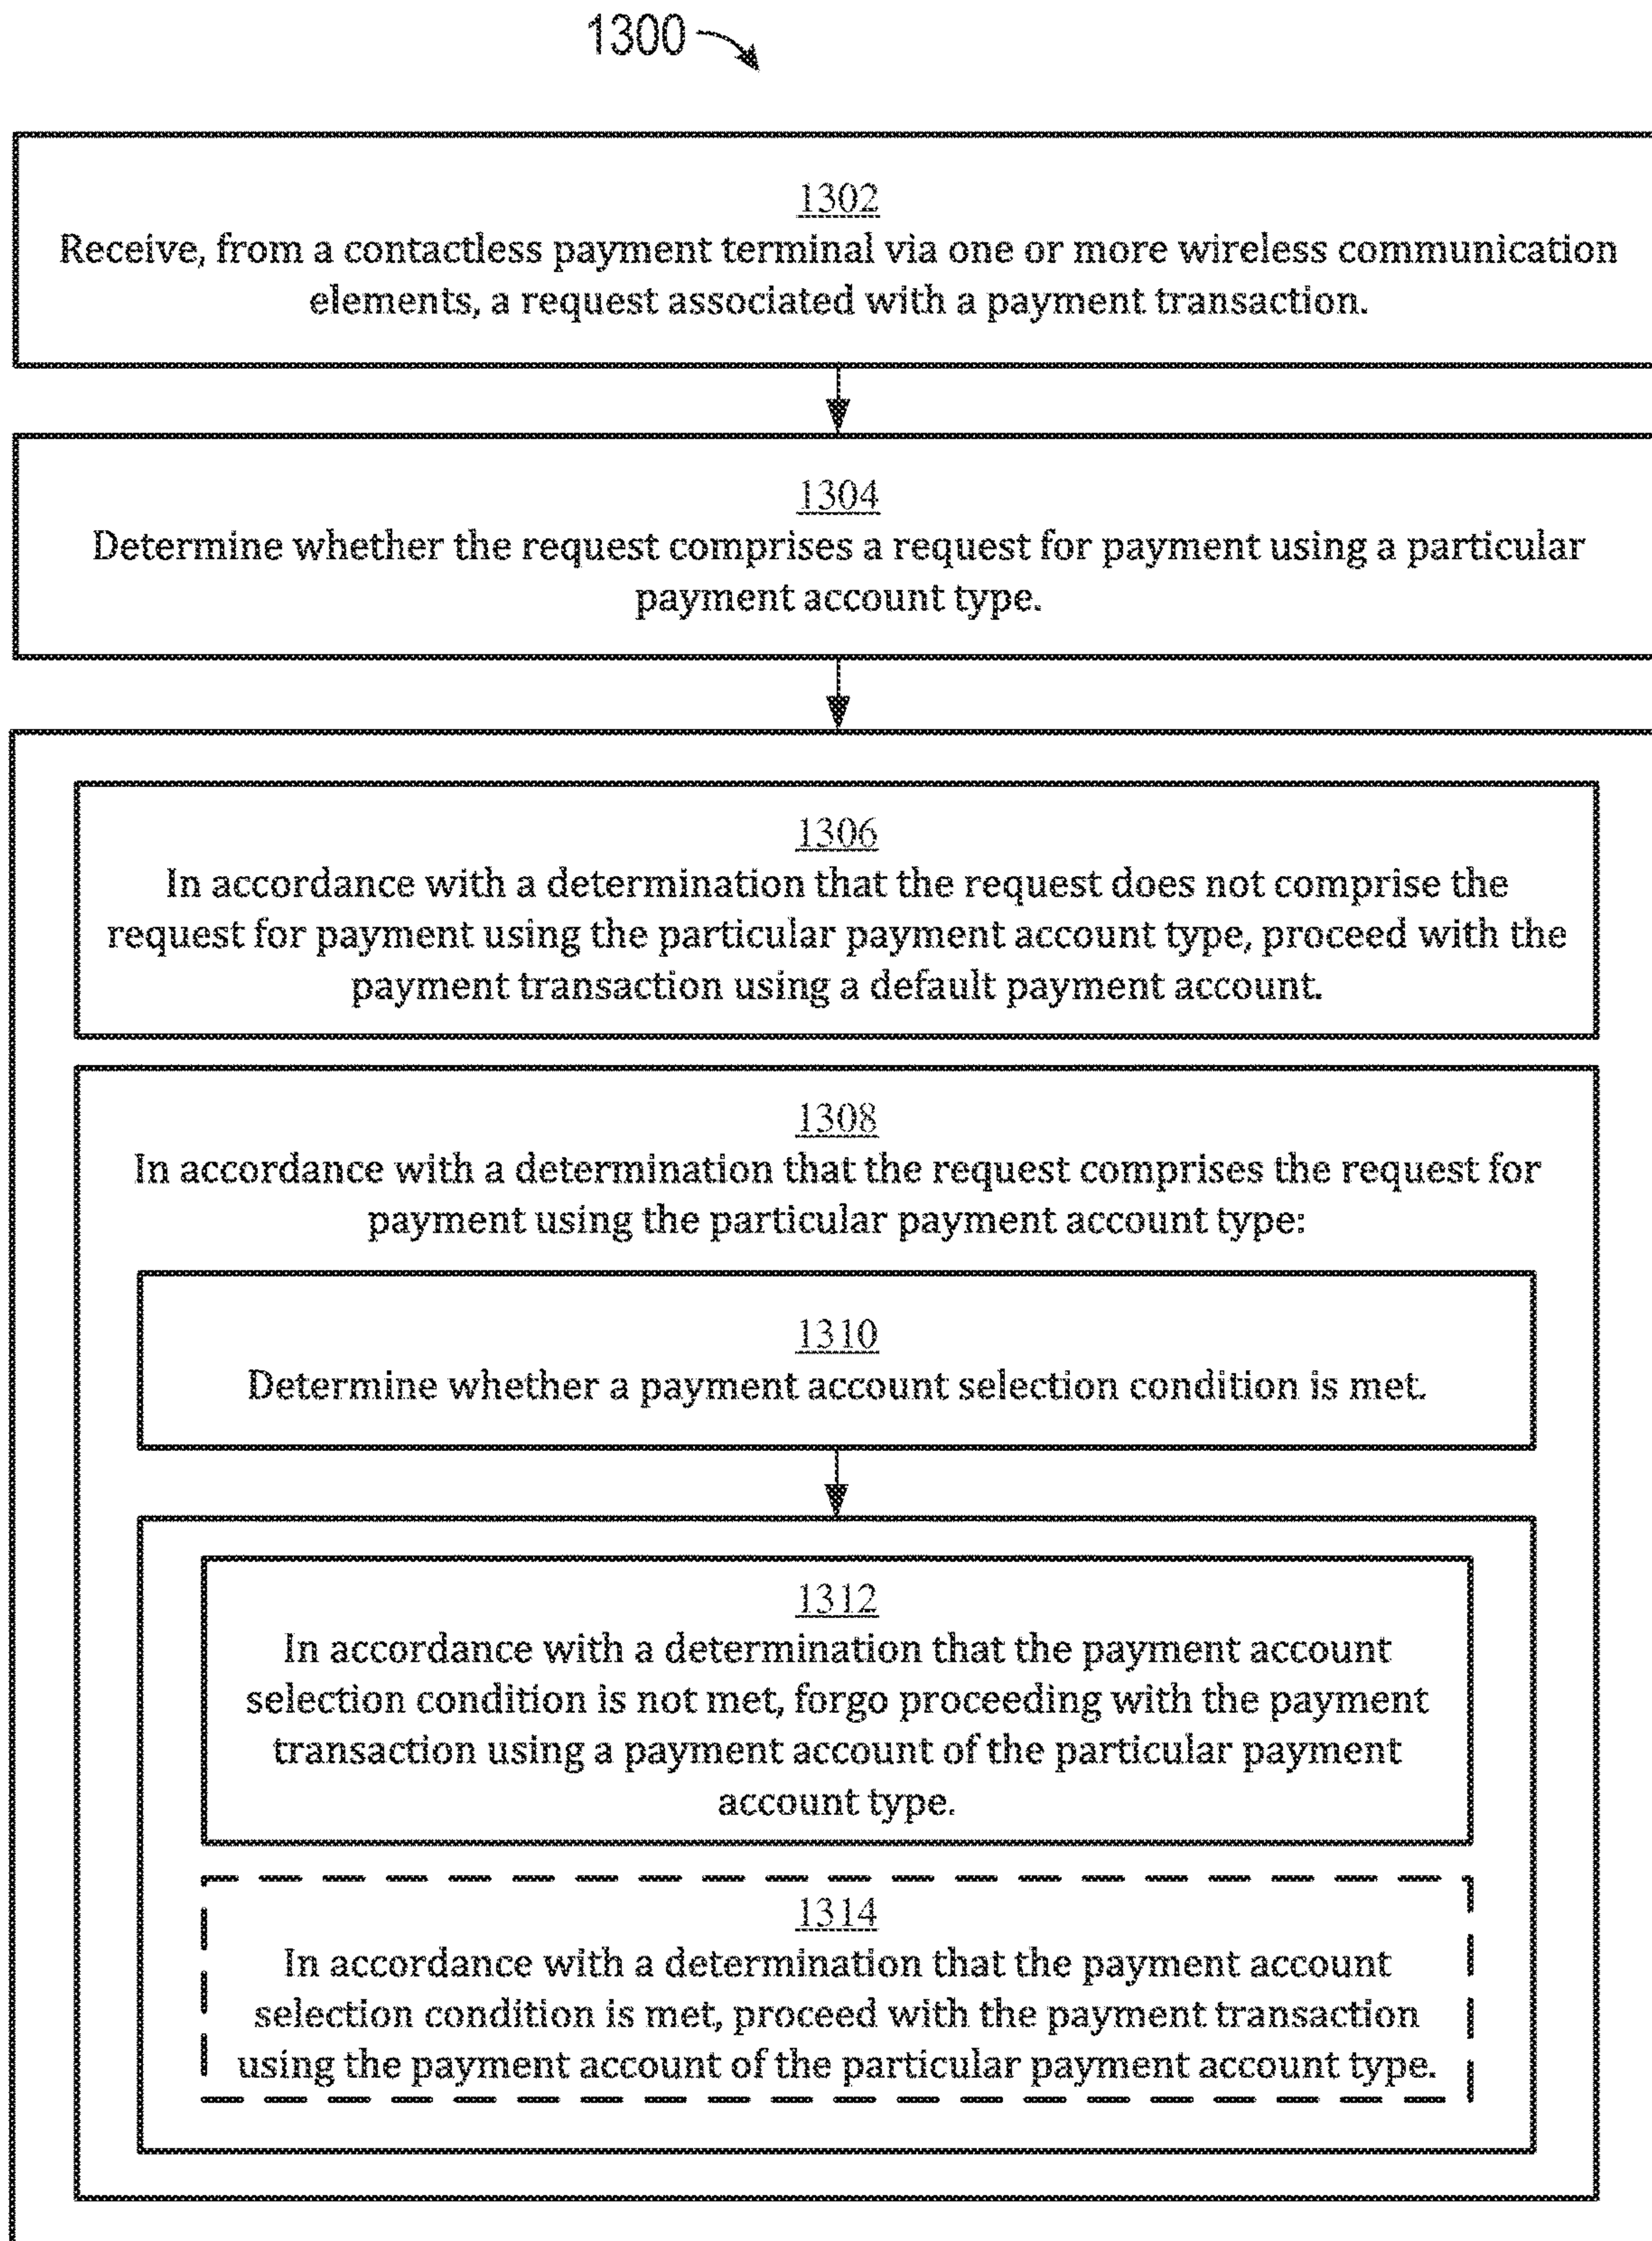 1300
1302
Receive, from a contactless payment terminal via one or more wireless communication
elements, a request associated with a payment transaction.
1304
Determine whether the request comprises a request for payment using a particular
payment account type.
1306
In accordance with a determination that the request does not comprise the
request for payment using the particular payment account type, proceed with the
payment transaction using a default payment account.
1308
In accordance with a determination that the request comprises the request for
payment using the particular payment account type:
1310
Determine whether a payment account selection condition is met.
1312
In accordance with a determination that the payment account
selection condition is not met, forgo proceeding with the payment
transaction using a payment account of the particular payment
account type.
1314
In accordance with a determination that the payment account
selection condition is met, proceed with the payment transaction
using the payment account of the particular payment account type.